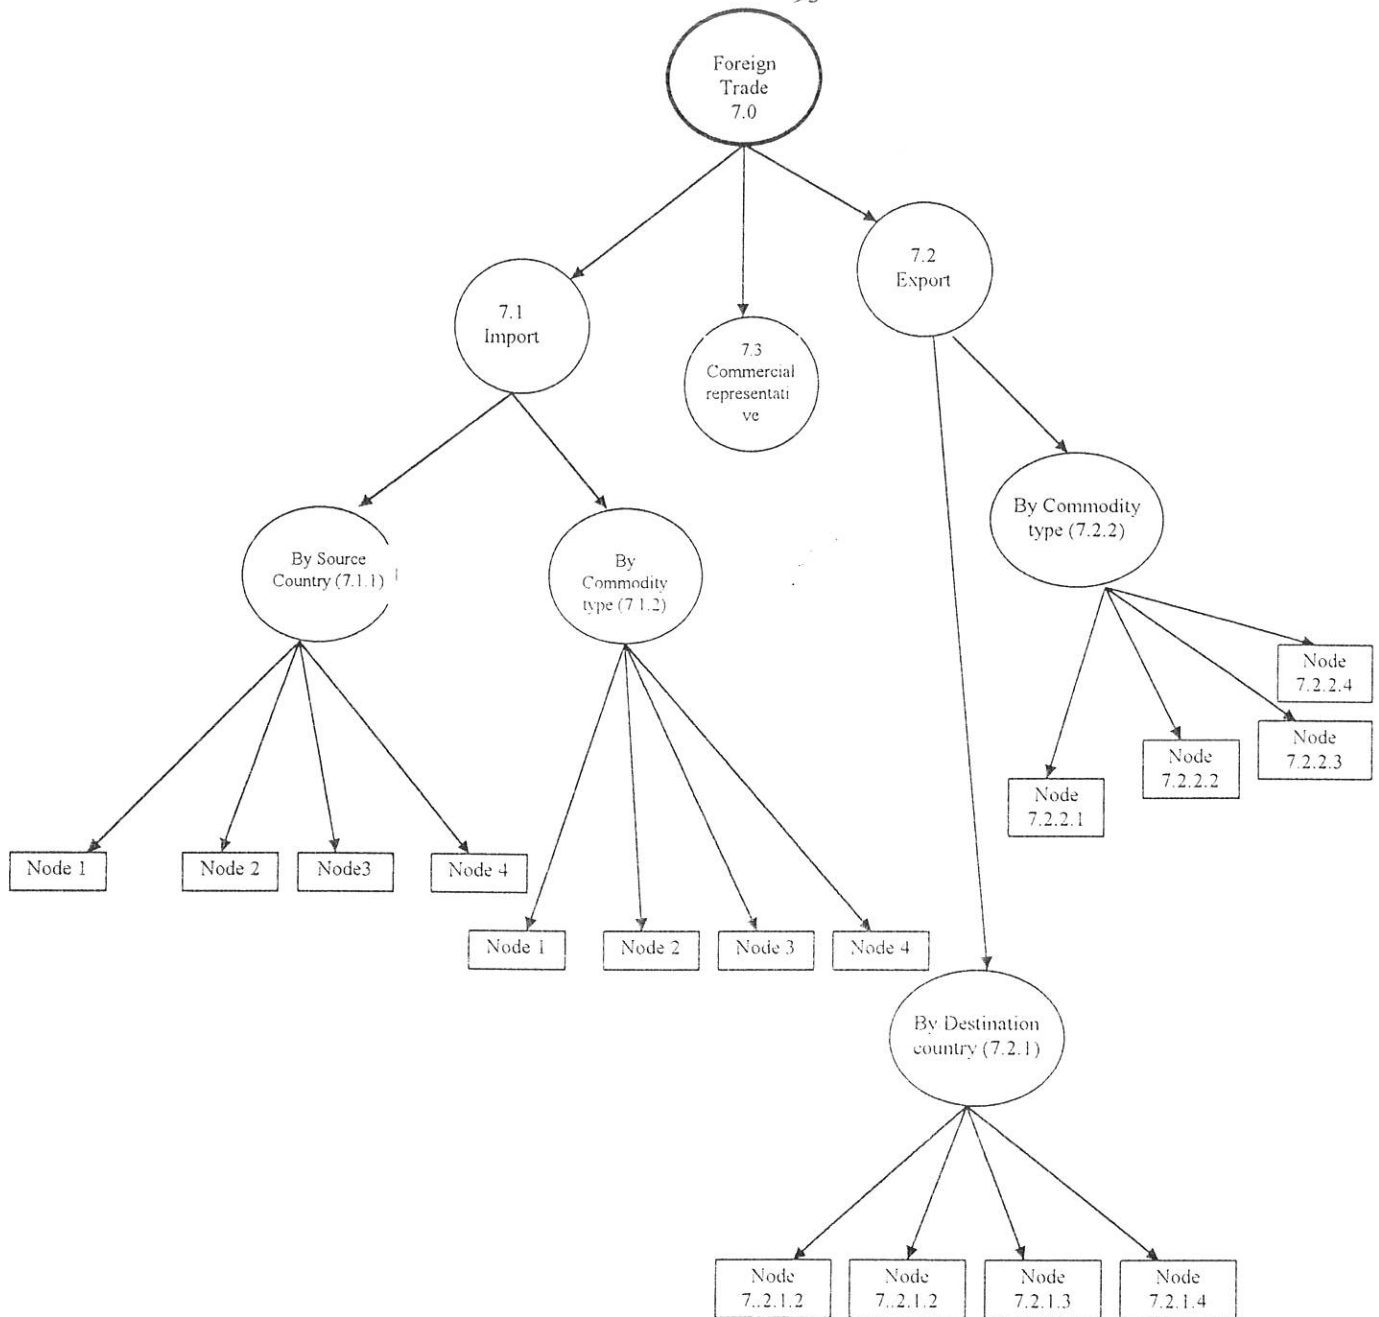 Foreign
Trade
7.0
7.2
Export
7.1
Import
7.3
Commercial
representati
ve
By Commodity
type (7.2.2)
By Source
Country (7.1.1)
By
Commodity
type (7.1.2)
Node
7.2.2.4
Node
7.2.2.3
Node
7.2.2.2
Node
7.2.2.1
Node 1
Node 2
Node3
Node 4
Node 1
Node 2
Node 3
Node 4
By Destination
country (7.2.1)
Node
7..2.1.2
Node
7..2.1.2
Node
7.2.1.3
Node
7.2.1.4